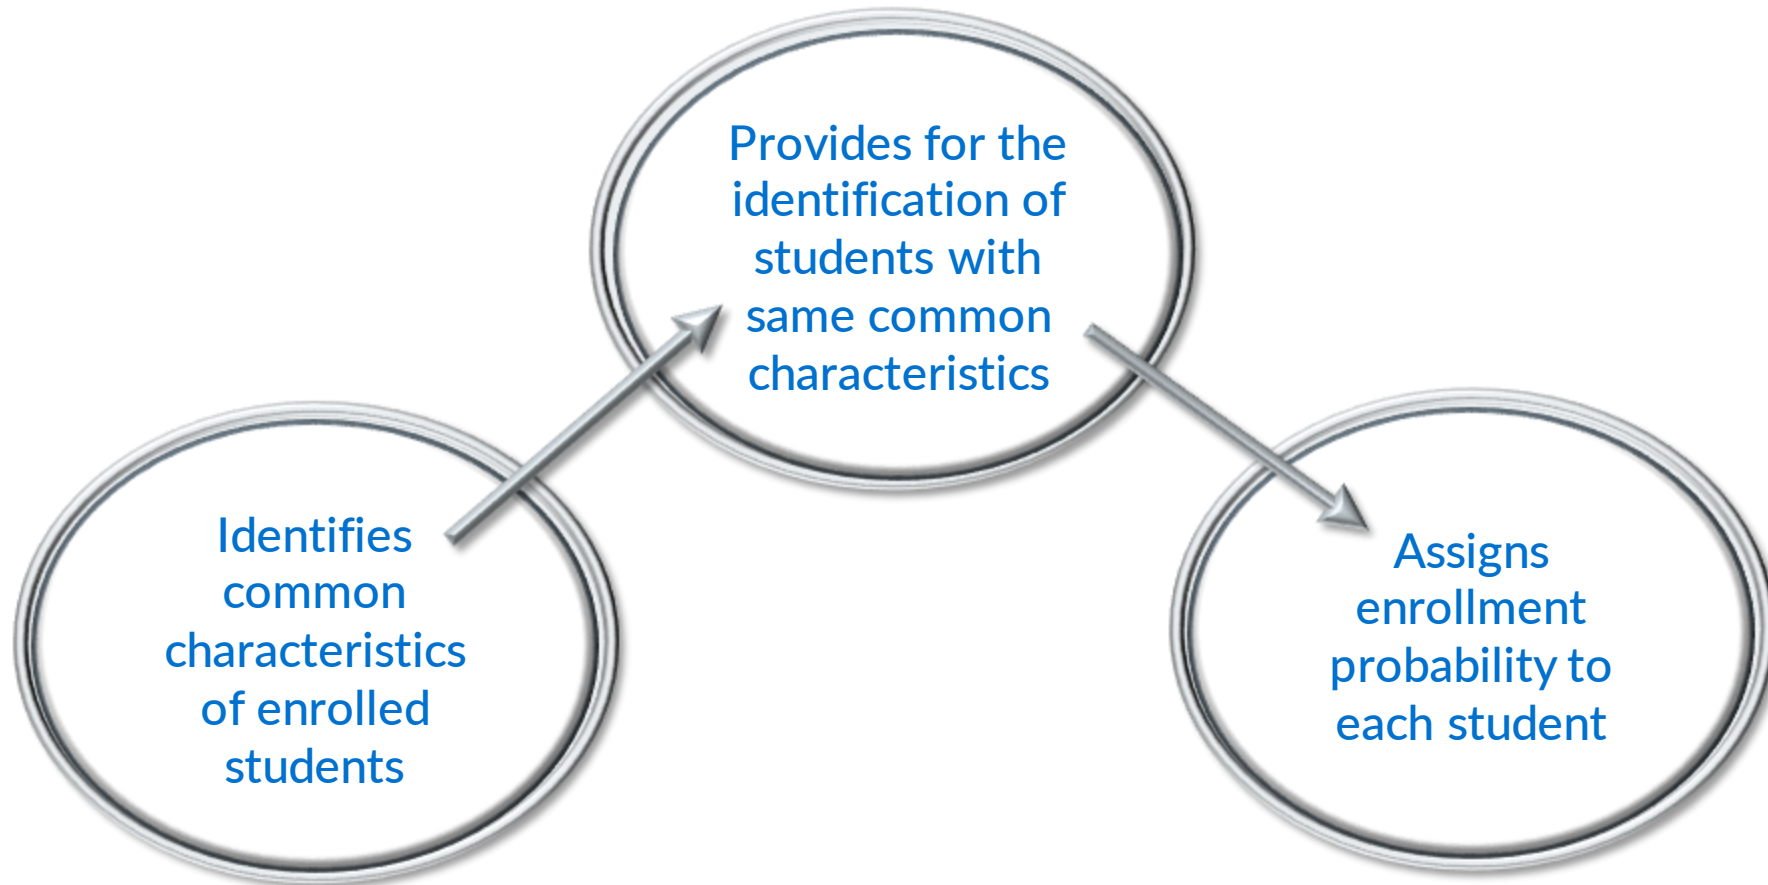 Provides for the
identification of
students with
same common
characteristics
Identifies
common
characteristics
of enrolled
students
Assigns
enrollment
probability to
each student